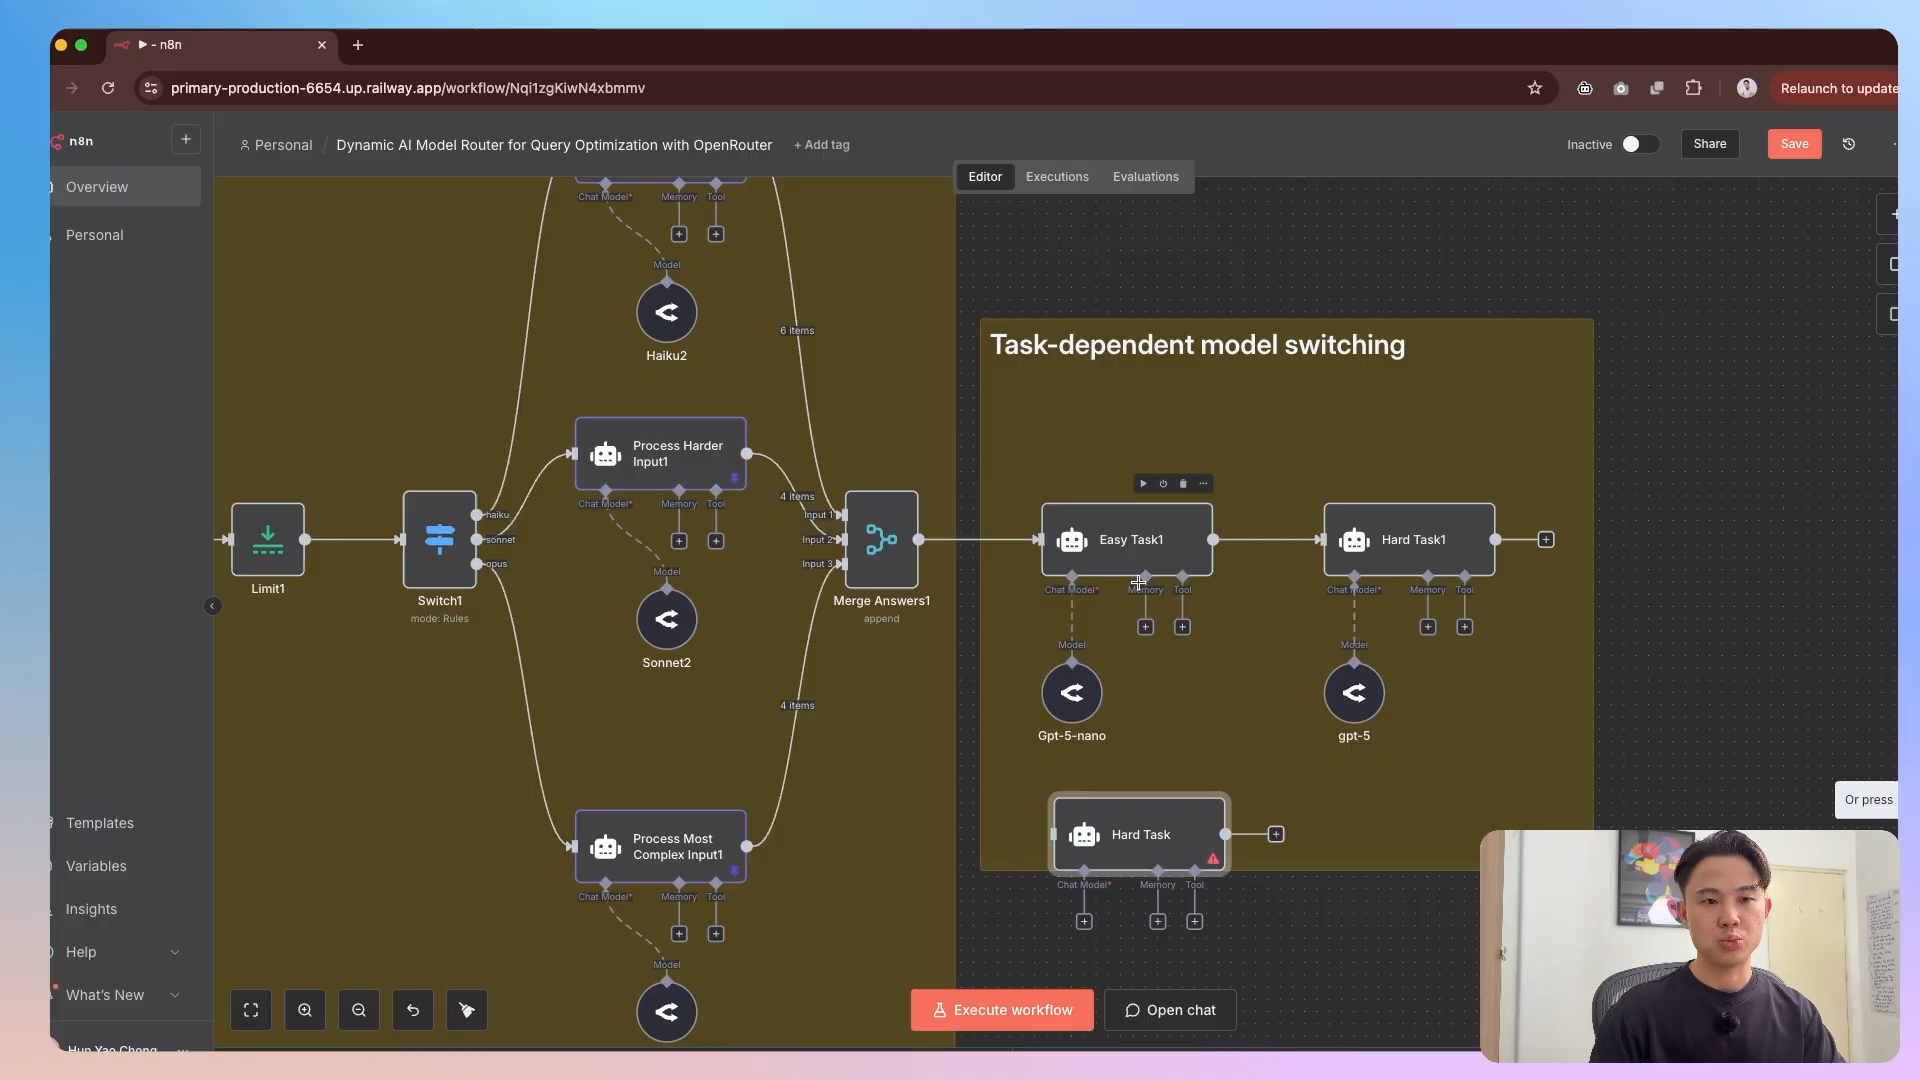 - n8n
primary-production-6654.up.railway.app/workflow/Nqi1zgKiwN4xbmmv
Relaunch to update
n8n
Personal / Dynamic AI Model Router for Query Optimization with OpenRouter + Add tag
Inactive
Share
Save
Editor
Executions
Evaluations
Overview
Personal
Templates
Variables
Insights
Help
What's New
Hun Yao Chong
Chat Model*
Memory
Tool
Model
Haiku2
6 items
Process Harder
Input1
Chat Model*
Memory
Tool
Model
Sonnet2
4 items
Limit1
haiku
sonnet
opus
Switch1
mode: Rules
Input 1
Input 2
Input 3
Merge Answers1
append
4 items
Process Most
Complex Input1
Chat Model*
Memory
Tool
Model
Task-dependent model switching
Easy Task1
Chat Model*
Memory
Tool
Model
Gpt-5-nano
Hard Task1
Chat Model*
Memory
Tool
Model
gpt-5
Hard Task
Chat Model*
Memory
Tool
Or press
Execute workflow
Open chat